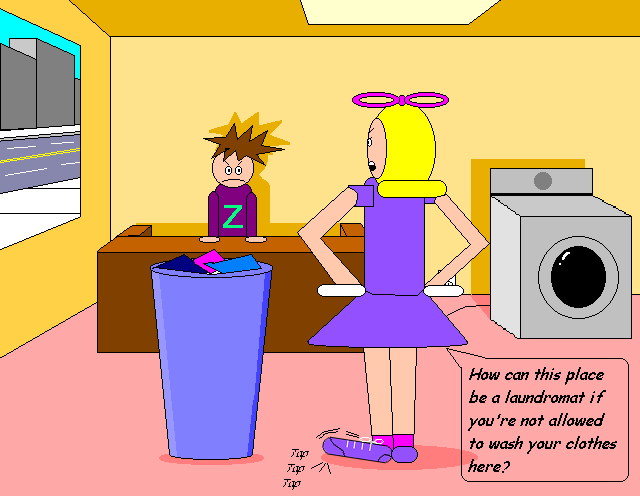 Z
How can this place
be a laundromat if
you're not allowed
to wash your clothes
here?
Tap
Tap
Tap